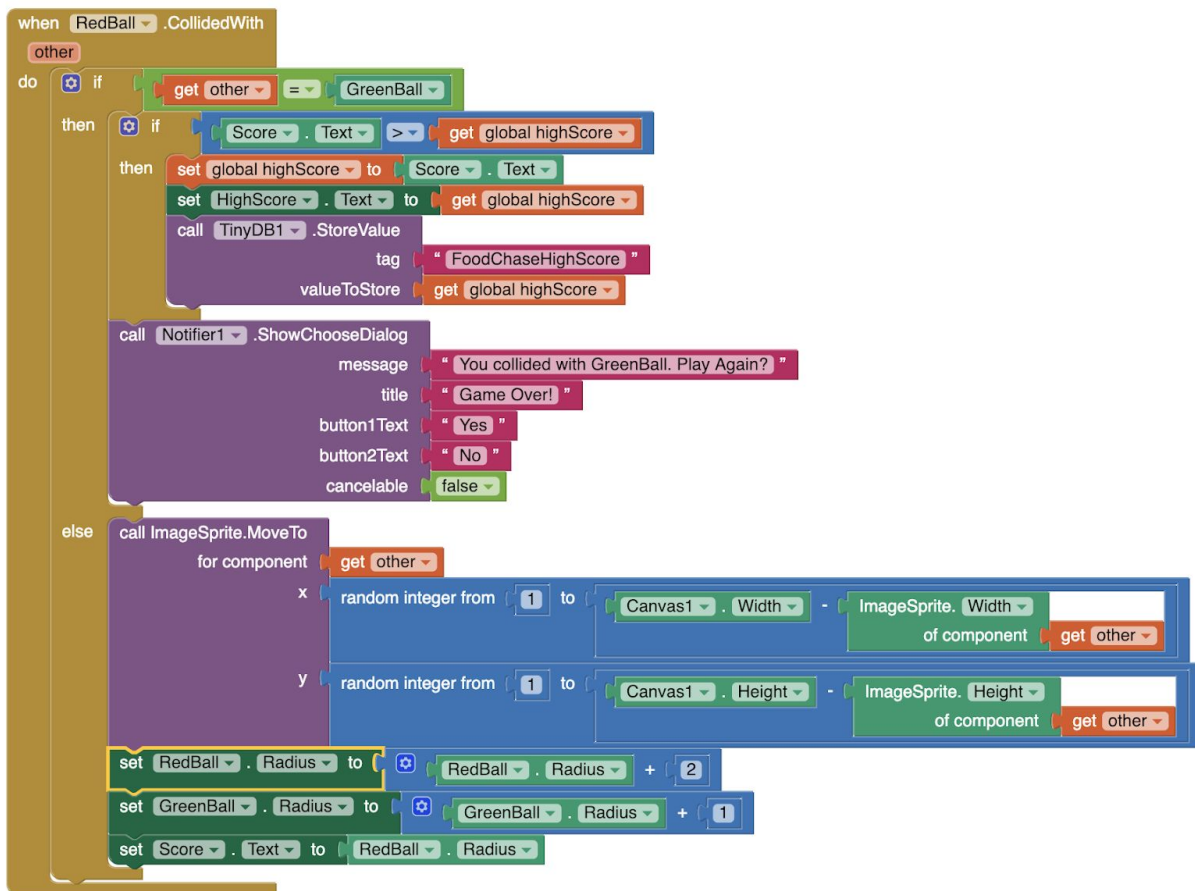 when RedBall .CollidedWith
other
do if get other = GreenBall
then if Score . Text > get global highScore
then set global highScore to Score . Text
set HighScore . Text to get global highScore
call TinyDB1 .StoreValue
tag " FoodChaseHighScore "
valueToStore get global highScore
call Notifier1 .ShowChooseDialog
message " You collided with GreenBall. Play Again? "
title " Game Over! "
button1Text " Yes "
button2Text " No "
cancelable false
else call ImageSprite.MoveTo
for component get other
x random integer from 1 to Canvas1 . Width - ImageSprite. Width
of component get other
y random integer from 1 to Canvas1 . Height - ImageSprite. Height
of component get other
set RedBall . Radius to RedBall . Radius + 2
set GreenBall . Radius to GreenBall . Radius + 1
set Score . Text to RedBall . Radius